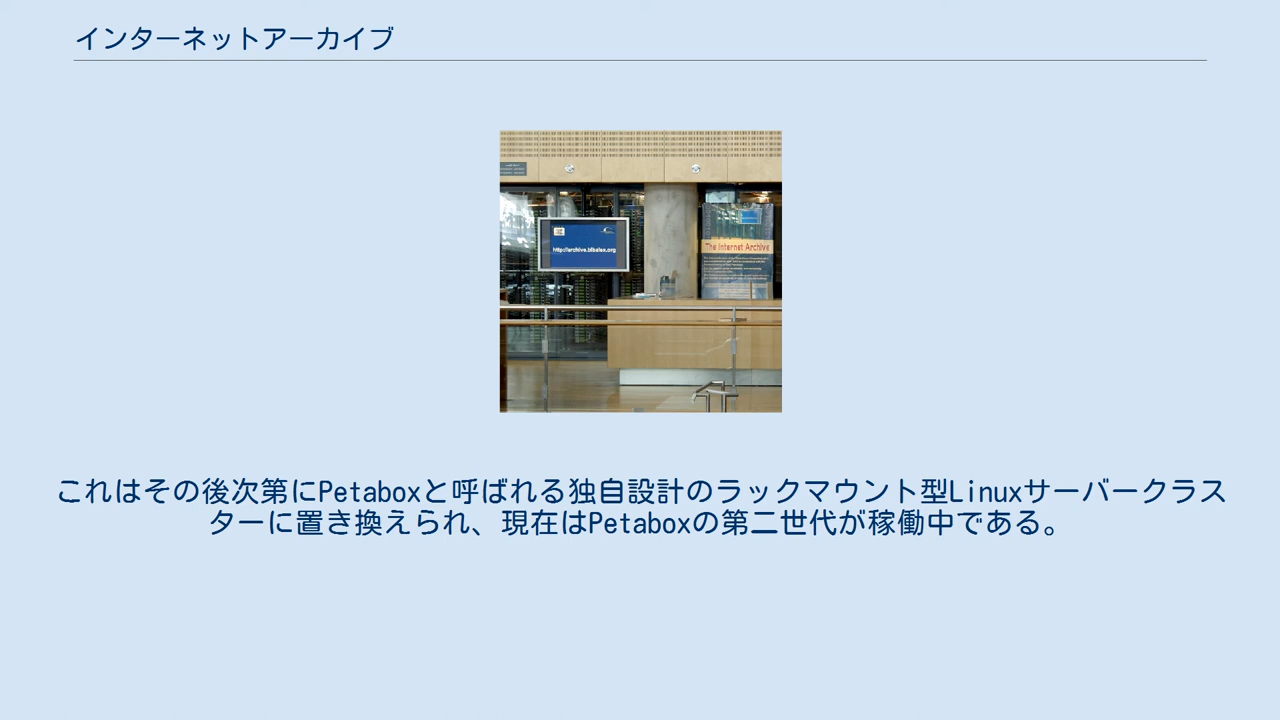 インターネットアーカイブ
http://archive.bibalex.org
The Internet Archive
これはその後次第にPetaboxと呼ばれる独自設計のラックマウント型Linuxサーバークラス
ターに置き換えられ、現在はPetaboxの第二世代が稼働中である。